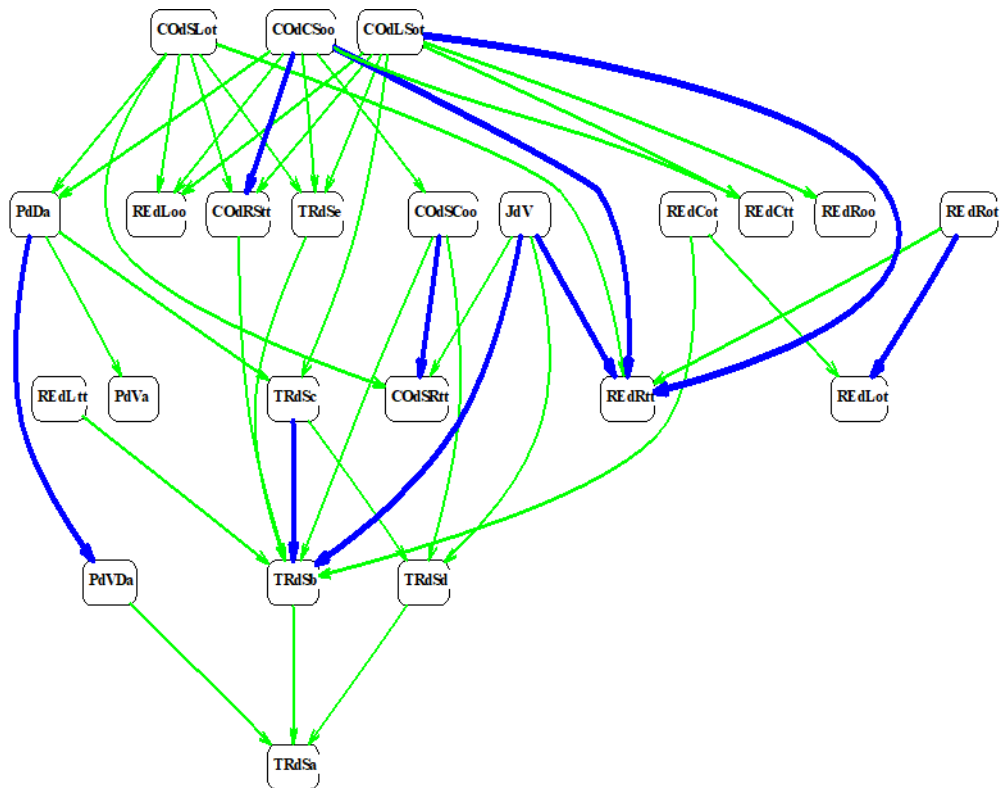 COdSLot COdCSoo COdLSot
PdDa REdLoo COdRStt TRdSe COdSCoo JdV REdCot REdCtt REdRoo REdRot
REdLtt PdVa TRdSc COdSRtt REdRtt REdLot
PdVDa TRdSb TRdSd
TRdSa